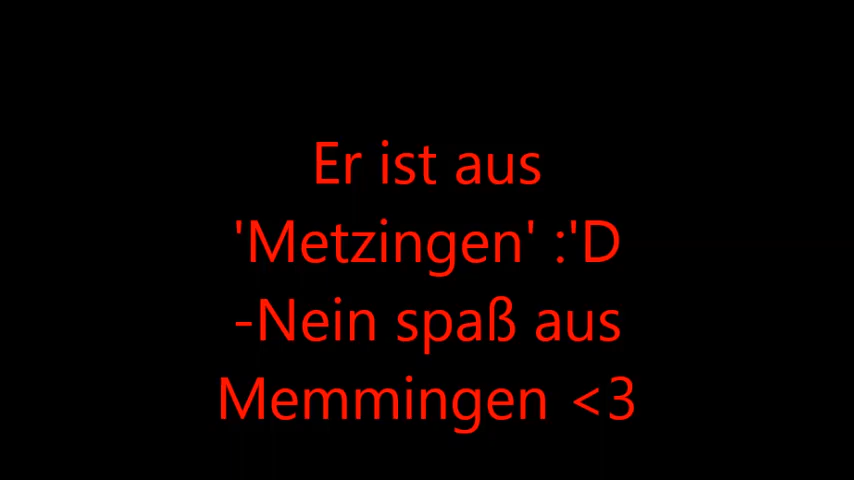 Er ist aus
'Metzingen' :'D
-Nein spaß aus
Memmingen <3